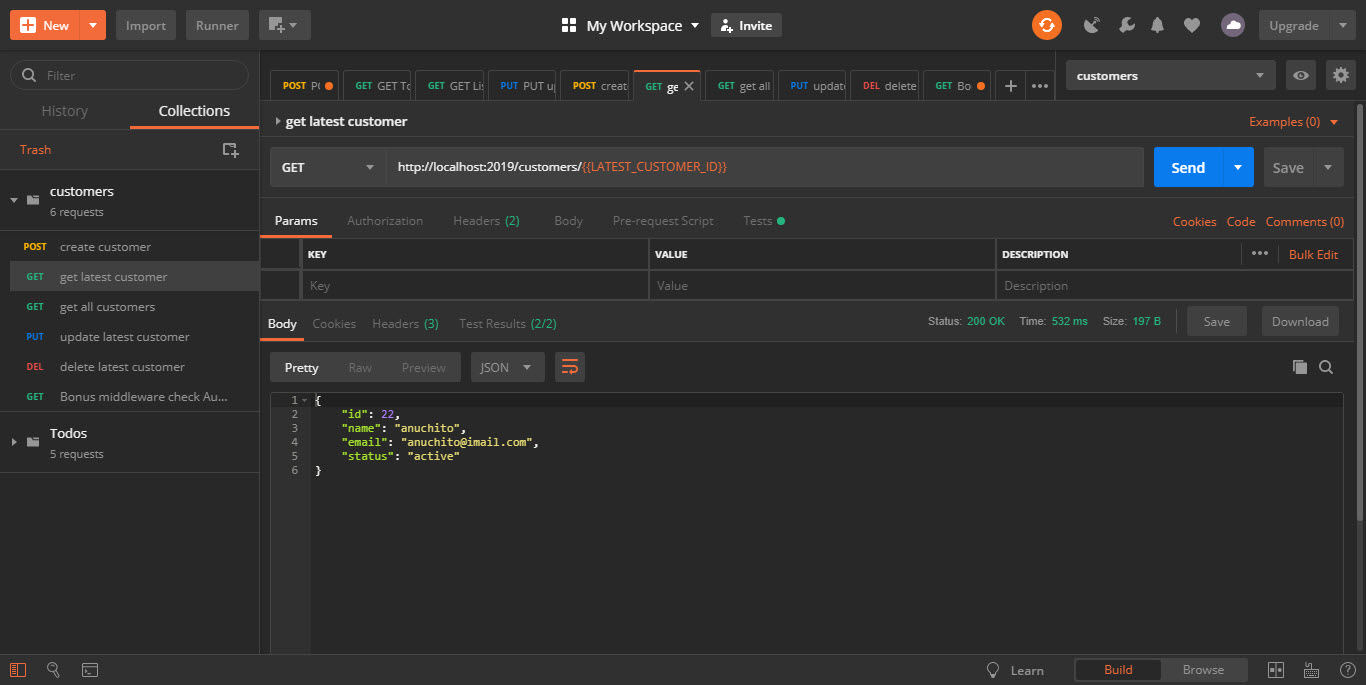 New Import Runner My Workspace Invite Upgrade
Filter
History Collections
Trash
customers
6 requests
POST create customer
GET get latest customer
GET get all customers
PUT update latest customer
DEL delete latest customer
GET Bonus middleware check Au...
Todos
5 requests
POST GET GET To GET GET Li PUT PUT u POST creat GET ge GET get all PUT updat DEL delete GET Bo ••• customers
get latest customer Examples (0)
GET http://localhost:2019/customers/{{LATEST_CUSTOMER_ID}} Send Save
Params Authorization Headers (2) Body Pre-request Script Tests Cookies Code Comments (0)
KEY VALUE DESCRIPTION ••• Bulk Edit
Key Value Description
Body Cookies Headers (3) Test Results (2/2) Status: 200 OK Time: 532 ms Size: 197 B Save Download
Pretty Raw Preview JSON
1 {
2 "id": 22,
3 "name": "anuchito",
4 "email": "anuchito@imail.com",
5 "status": "active"
6 }
Learn Build Browse